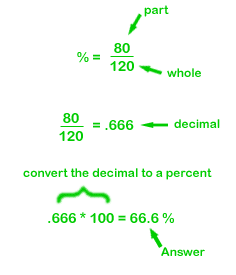 part
% = 80/120
whole
80/120 = .666 decimal
convert the decimal to a percent
.666 * 100 = 66.6 %
Answer